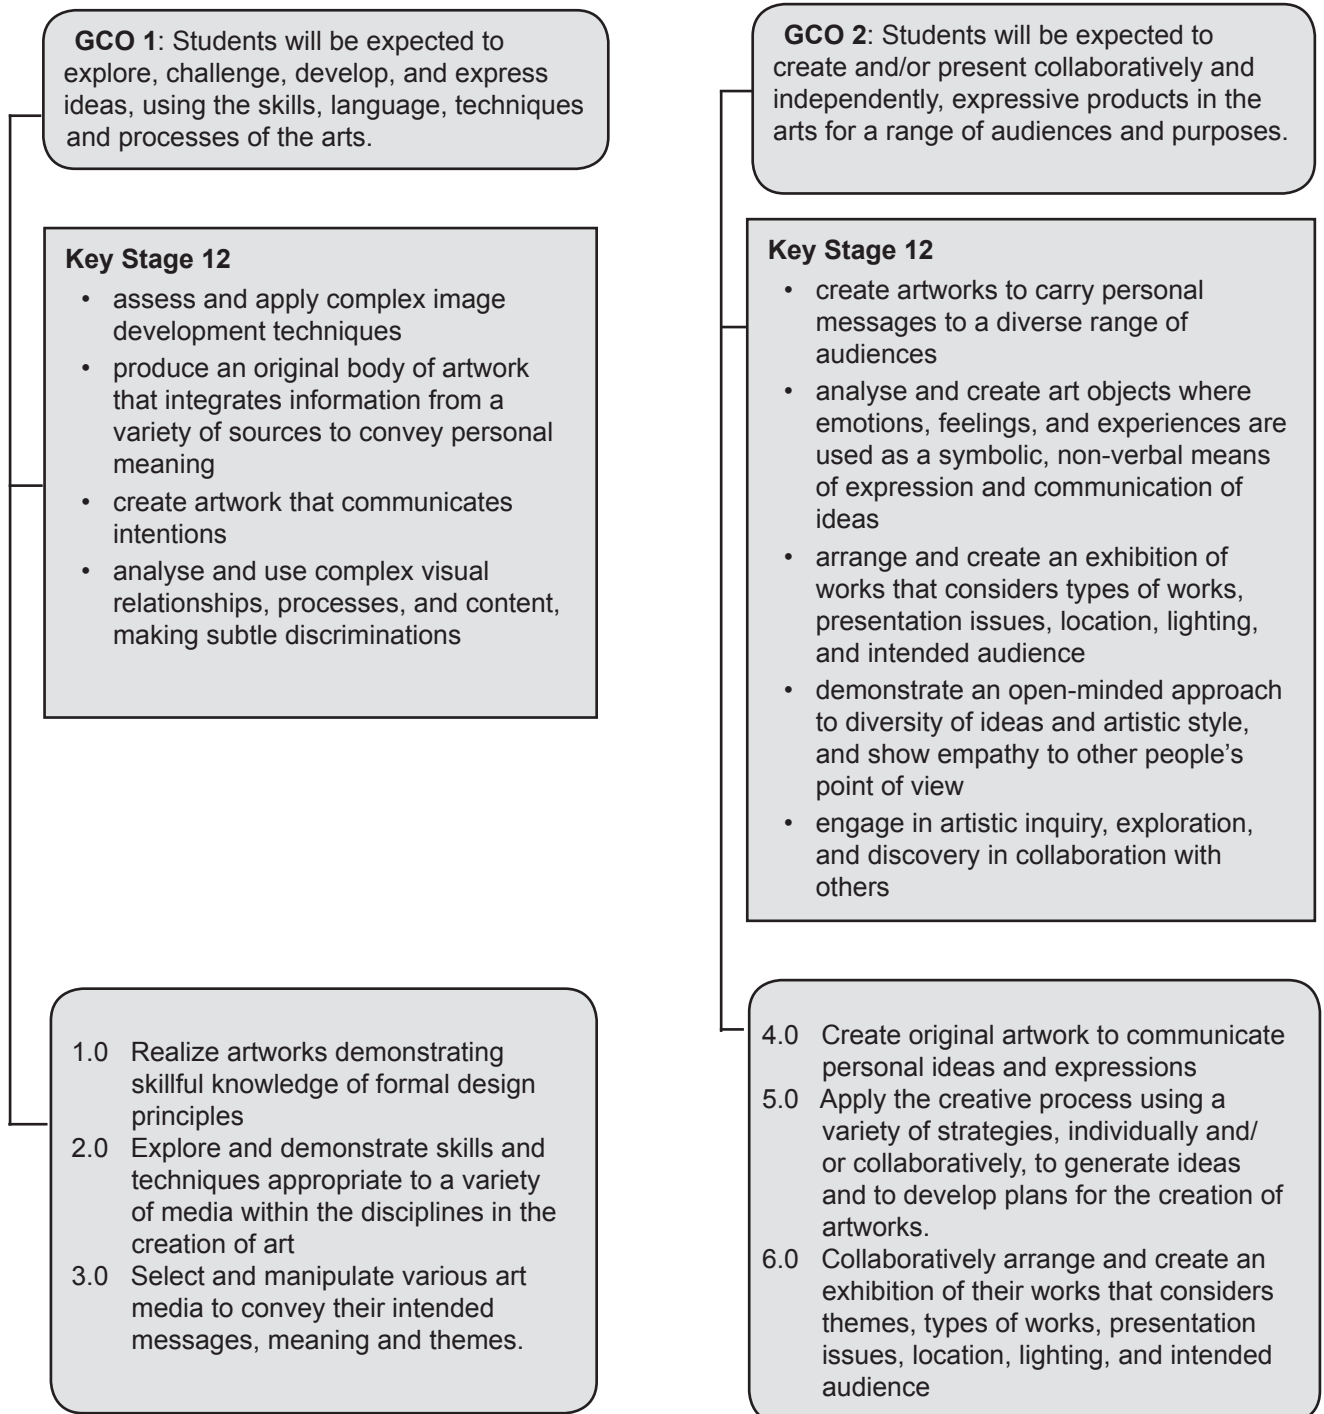 GCO 1: Students will be expected to
explore, challenge, develop, and express
ideas, using the skills, language, techniques
and processes of the arts.
Key Stage 12
• assess and apply complex image
development techniques
• produce an original body of artwork
that integrates information from a
variety of sources to convey personal
meaning
• create artwork that communicates
intentions
• analyse and use complex visual
relationships, processes, and content,
making subtle discriminations
1.0 Realize artworks demonstrating
skillful knowledge of formal design
principles
2.0 Explore and demonstrate skills and
techniques appropriate to a variety
of media within the disciplines in the
creation of art
3.0 Select and manipulate various art
media to convey their intended
messages, meaning and themes.
GCO 2: Students will be expected to
create and/or present collaboratively and
independently, expressive products in the
arts for a range of audiences and purposes.
Key Stage 12
• create artworks to carry personal
messages to a diverse range of
audiences
• analyse and create art objects where
emotions, feelings, and experiences are
used as a symbolic, non-verbal means
of expression and communication of
ideas
• arrange and create an exhibition of
works that considers types of works,
presentation issues, location, lighting,
and intended audience
• demonstrate an open-minded approach
to diversity of ideas and artistic style,
and show empathy to other people's
point of view
• engage in artistic inquiry, exploration,
and discovery in collaboration with
others
4.0 Create original artwork to communicate
personal ideas and expressions
5.0 Apply the creative process using a
variety of strategies, individually and/
or collaboratively, to generate ideas
and to develop plans for the creation of
artworks.
6.0 Collaboratively arrange and create an
exhibition of their works that considers
themes, types of works, presentation
issues, location, lighting, and intended
audience